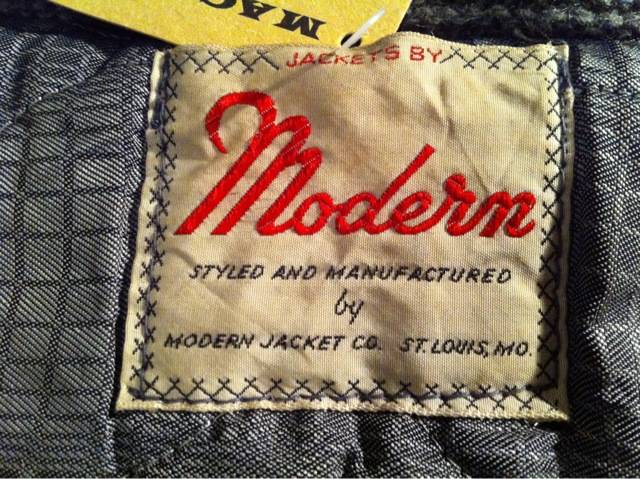 JACKETS BY
Modern
STYLED AND MANUFACTURED
by
MODERN JACKET CO. ST. LOUIS, MO.